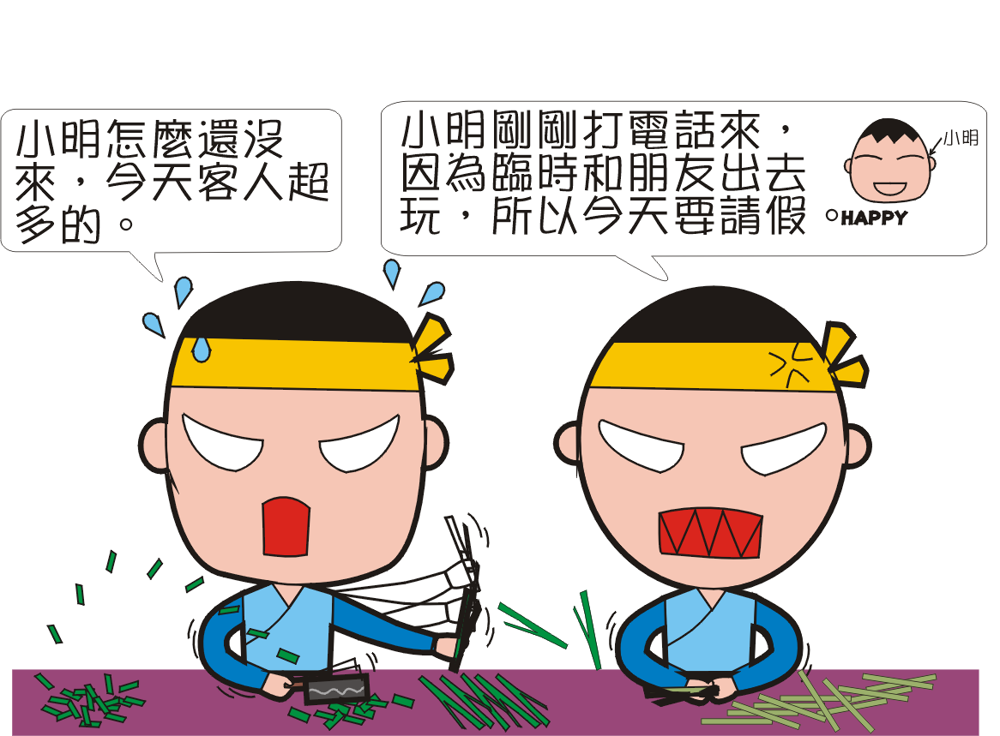 小明怎麼還沒
來，今天客人超
多的。
小明剛剛打電話來，
因為臨時和朋友出去
玩，所以今天要請假。
小明
HAPPY